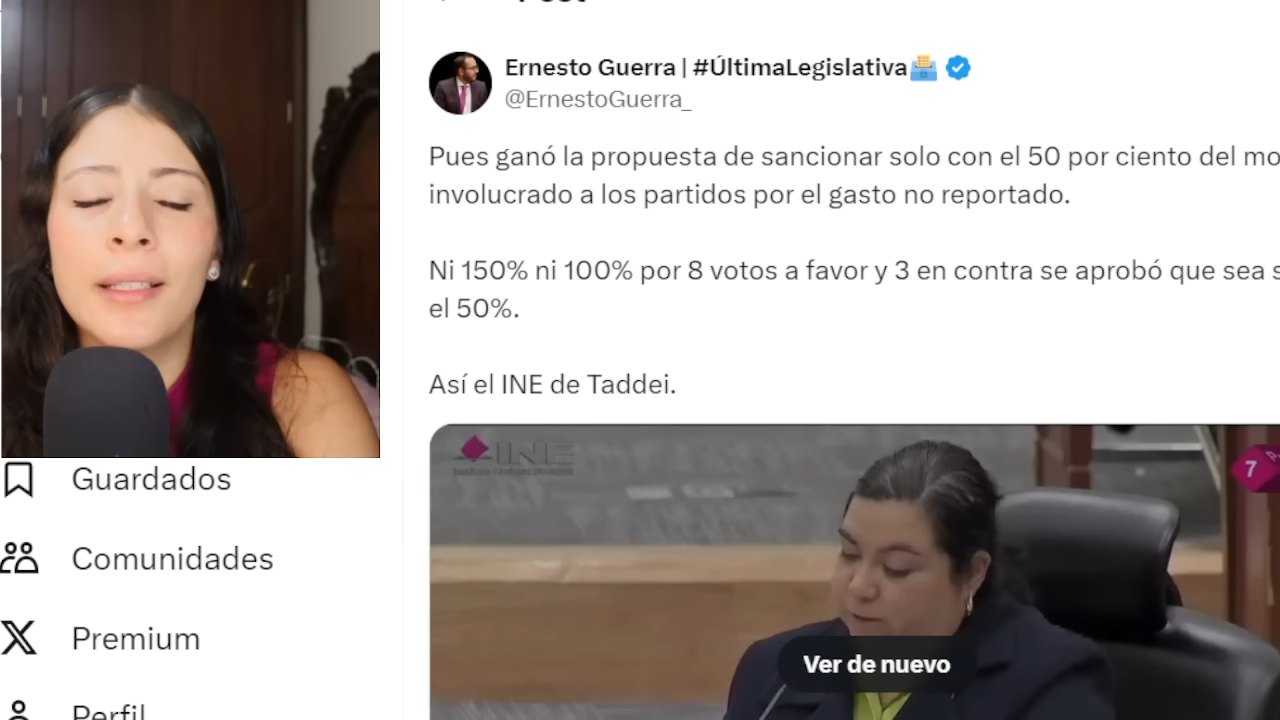 Ernesto Guerra | #ÚltimaLegislativa
@ErnestoGuerra_
Pues ganó la propuesta de sancionar solo con el 50 por ciento del mo
involucrado a los partidos por el gasto no reportado.
Ni 150% ni 100% por 8 votos a favor y 3 en contra se aprobó que sea s
el 50%.
Así el INE de Taddei.
INE
7
Ver de nuevo
Guardados
Comunidades
Premium
Perfil